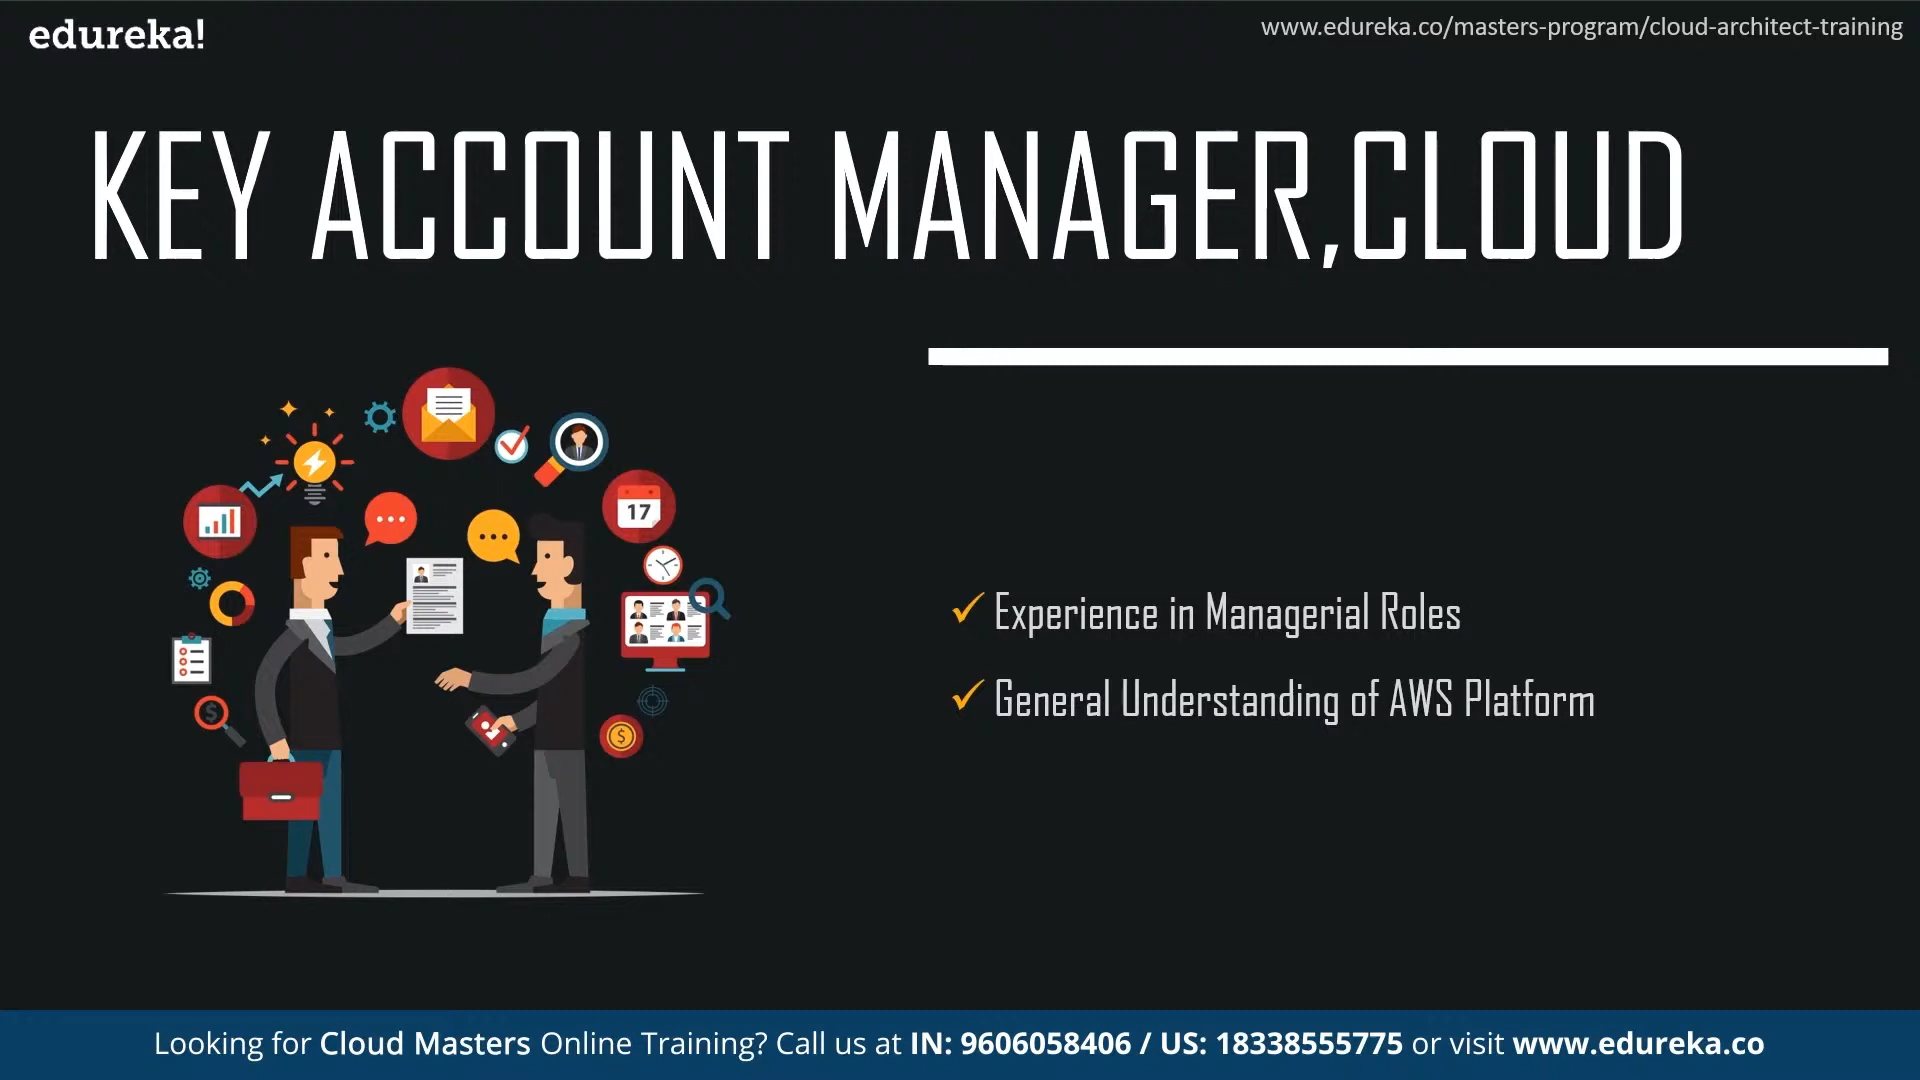 edureka!
www.edureka.co/masters-program/cloud-architect-training
KEY ACCOUNT MANAGER,CLOUD
17
Experience in Managerial Roles
General Understanding of AWS Platform
Looking for Cloud Masters Online Training? Call us at IN: 9606058406 / US: 18338555775 or visit www.edureka.co